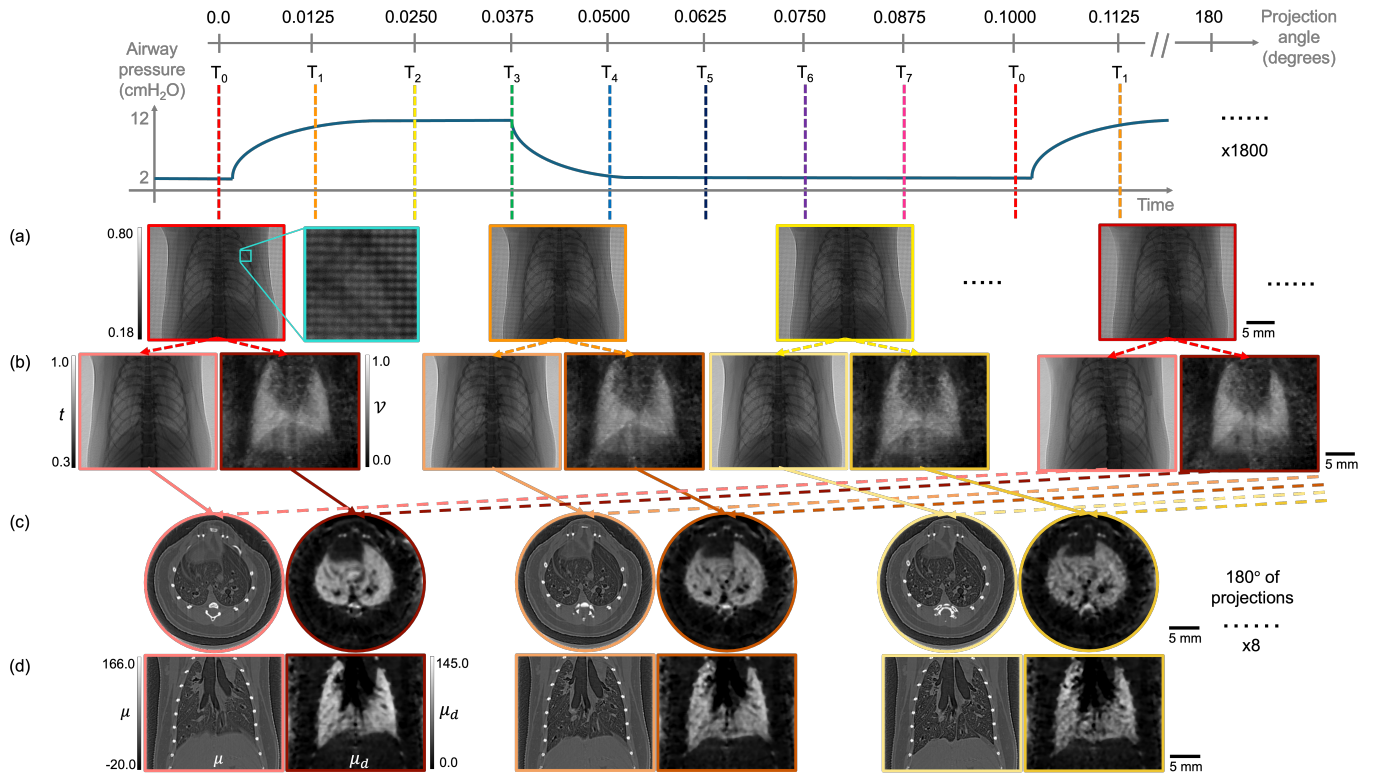 0.0 0.0125 0.0250 0.0375 0.0500 0.0625 0.0750 0.0875 0.1000 0.1125 180 Projection
angle
(degrees)
Airway
pressure
(cmH₂O)
T₀ T₁ T₂ T₃ T₄ T₅ T₆ T₇ T₀ T₁
12
2
......
x1800
Time
(a)
0.80
0.18
.....
......
5 mm
(b)
1.0
t
0.3
1.0
𝒱
0.0
5 mm
(c)
180° of
projections
......
x8
5 mm
(d)
166.0
μ
-20.0
μ
μ_d
145.0
μ_d
0.0
5 mm